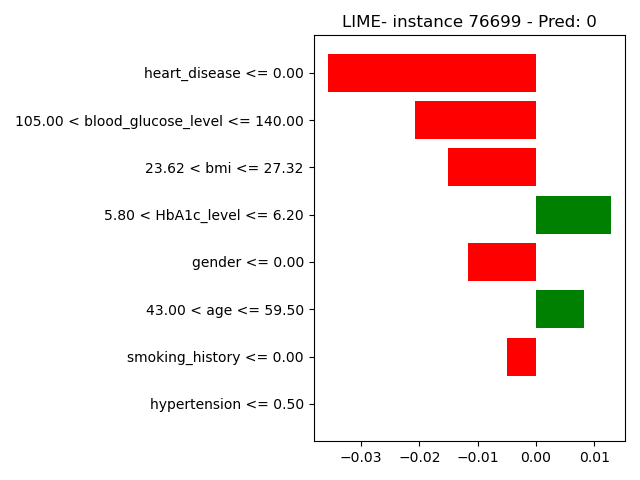 LIME- instance 76699 - Pred: 0
heart_disease <= 0.00
105.00 < blood_glucose_level <= 140.00
23.62 < bmi <= 27.32
5.80 < HbA1c_level <= 6.20
gender <= 0.00
43.00 < age <= 59.50
smoking_history <= 0.00
hypertension <= 0.50
−0.03 −0.02 −0.01 0.00 0.01